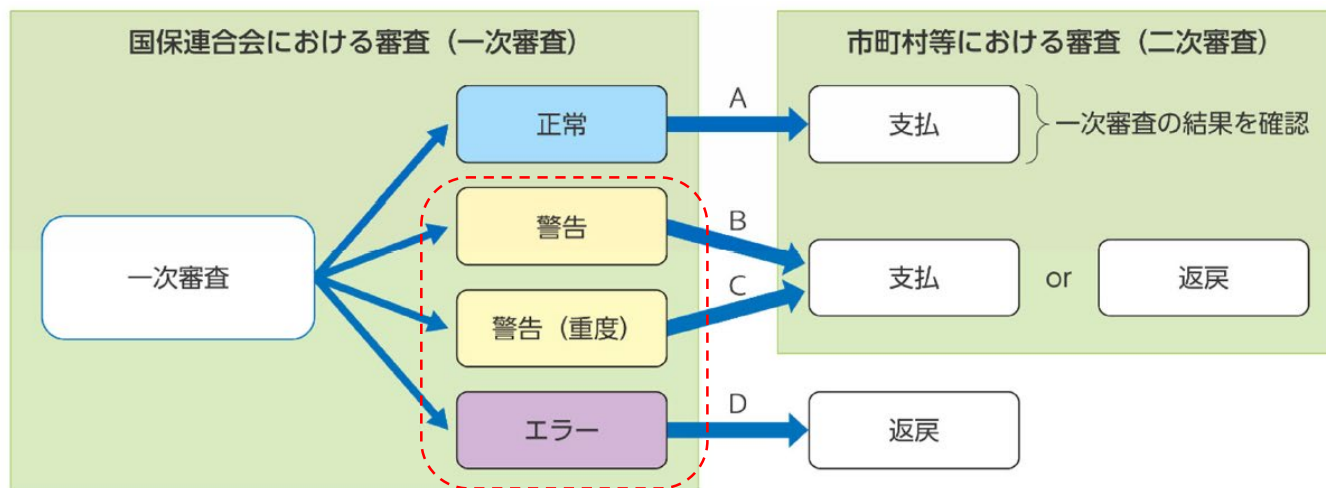 国保連合会における審査（一次審査）
市町村等における審査（二次審査）
一次審査
正常
警告
警告（重度）
エラー
A
B
C
D
支払
一次審査の結果を確認
支払 or 返戻
返戻